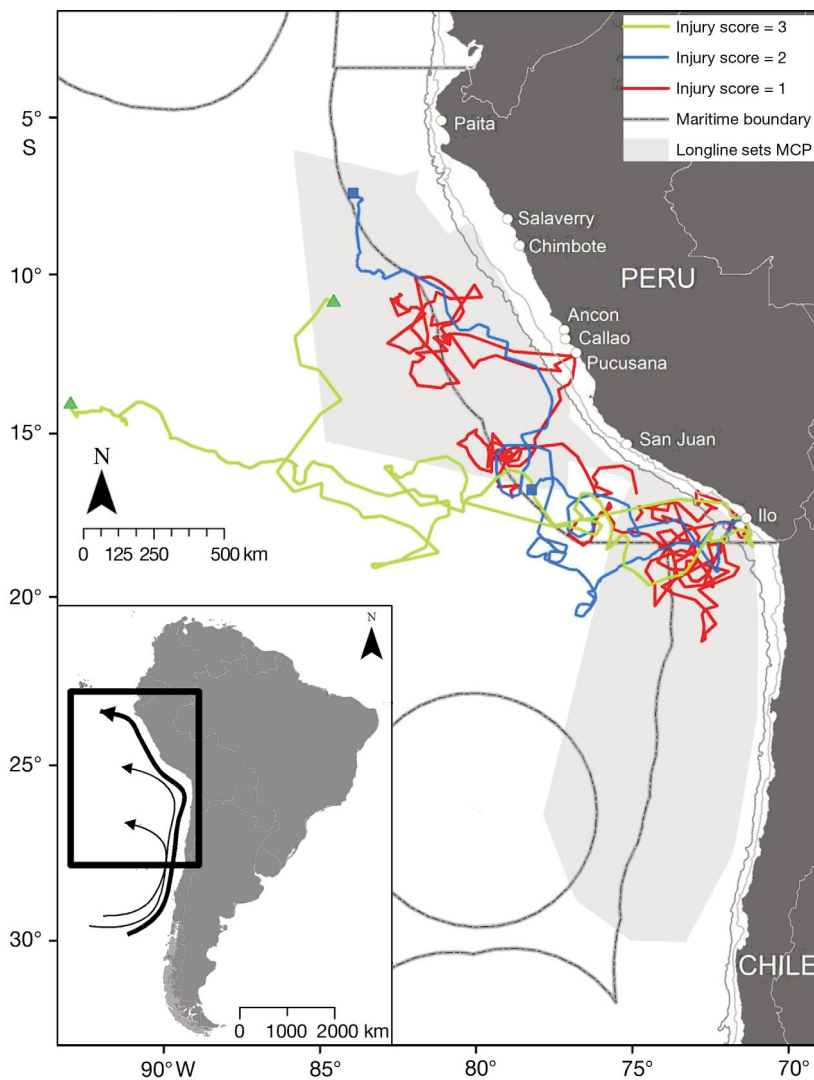 Injury score = 3
Injury score = 2
Injury score = 1
Maritime boundary
Longline sets MCP
5°
S
10°
15°
20°
25°
30°
Paita
Salaverry
Chimbote
PERU
Ancon
Callao
Pucusana
San Juan
Ilo
N
0 125 250 500 km
N
0 1000 2000 km
CHILE
90° W 85° 80° 75° 70°